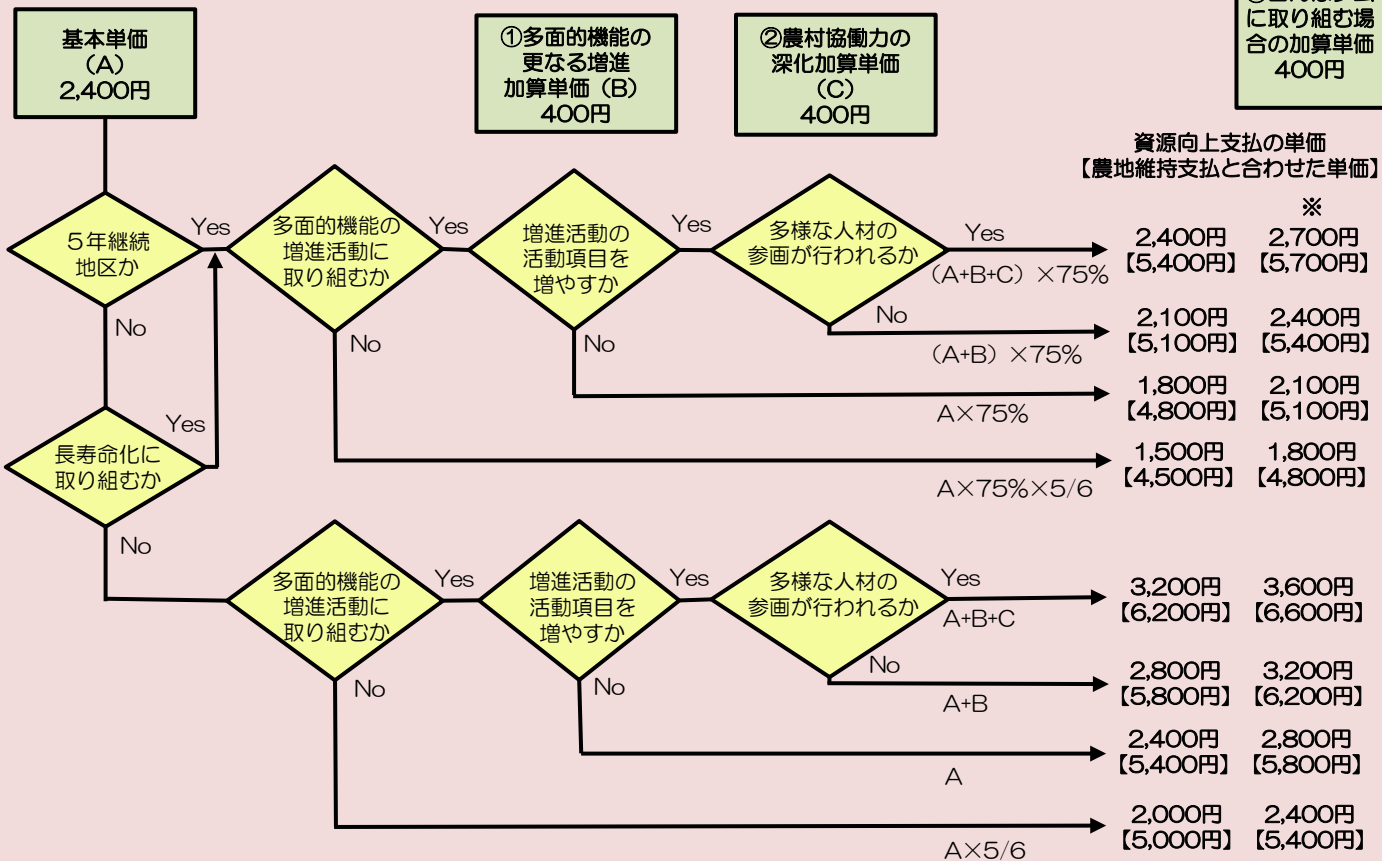 基本単価
（A）
2,400円
①多面的機能の
更なる増進
加算単価（B）
400円
②農村協働力の
深化加算単価
（C）
400円
に取り組む場
合の加算単価
400円
資源向上支払の単価
【農地維持支払と合わせた単価】
※
５年継続
地区か
Yes
No
多面的機能の
増進活動に
取り組むか
Yes
No
増進活動の
活動項目を
増やすか
Yes
No
多様な人材の
参画が行われるか
Yes
（A+B+C）×75%
2,400円 2,700円
【5,400円】 【5,700円】
No
（A+B）×75%
2,100円 2,400円
【5,100円】 【5,400円】
A×75%
1,800円 2,100円
【4,800円】 【5,100円】
A×75%×5/6
1,500円 1,800円
【4,500円】 【4,800円】
長寿命化に
取り組むか
Yes
No
多面的機能の
増進活動に
取り組むか
Yes
No
増進活動の
活動項目を
増やすか
Yes
No
多様な人材の
参画が行われるか
Yes
A+B+C
3,200円 3,600円
【6,200円】 【6,600円】
No
A+B
2,800円 3,200円
【5,800円】 【6,200円】
A
2,400円 2,800円
【5,400円】 【5,800円】
A×5/6
2,000円 2,400円
【5,000円】 【5,400円】